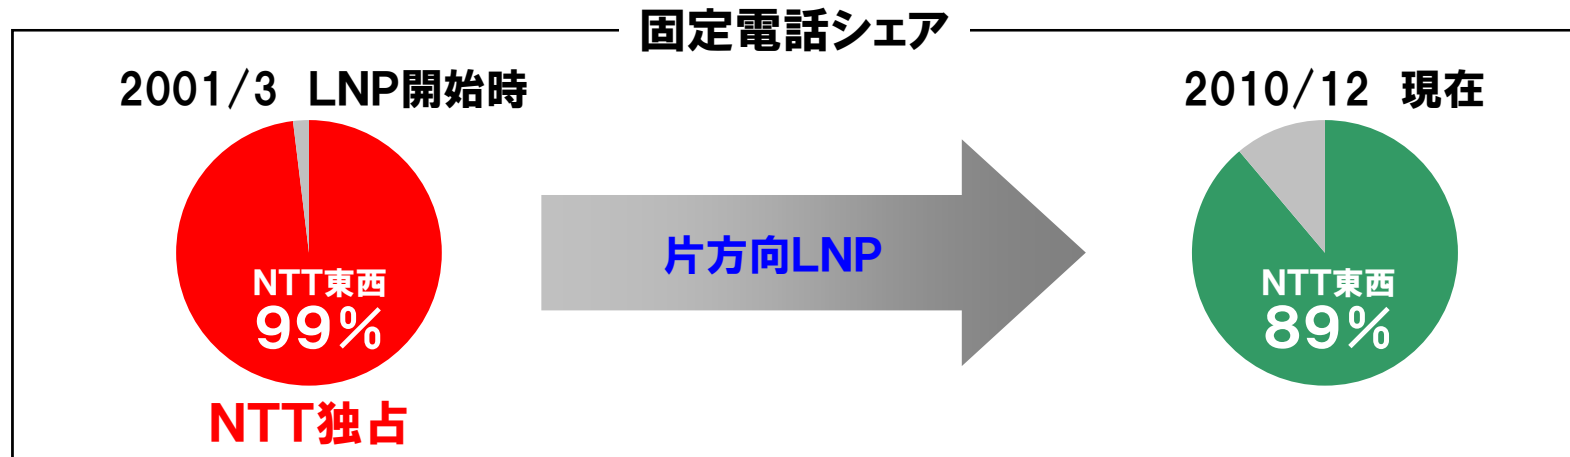 固定電話シェア
2001/3 LNP開始時
2010/12 現在
片方向LNP
NTT東西
99%
NTT東西
89%
NTT独占